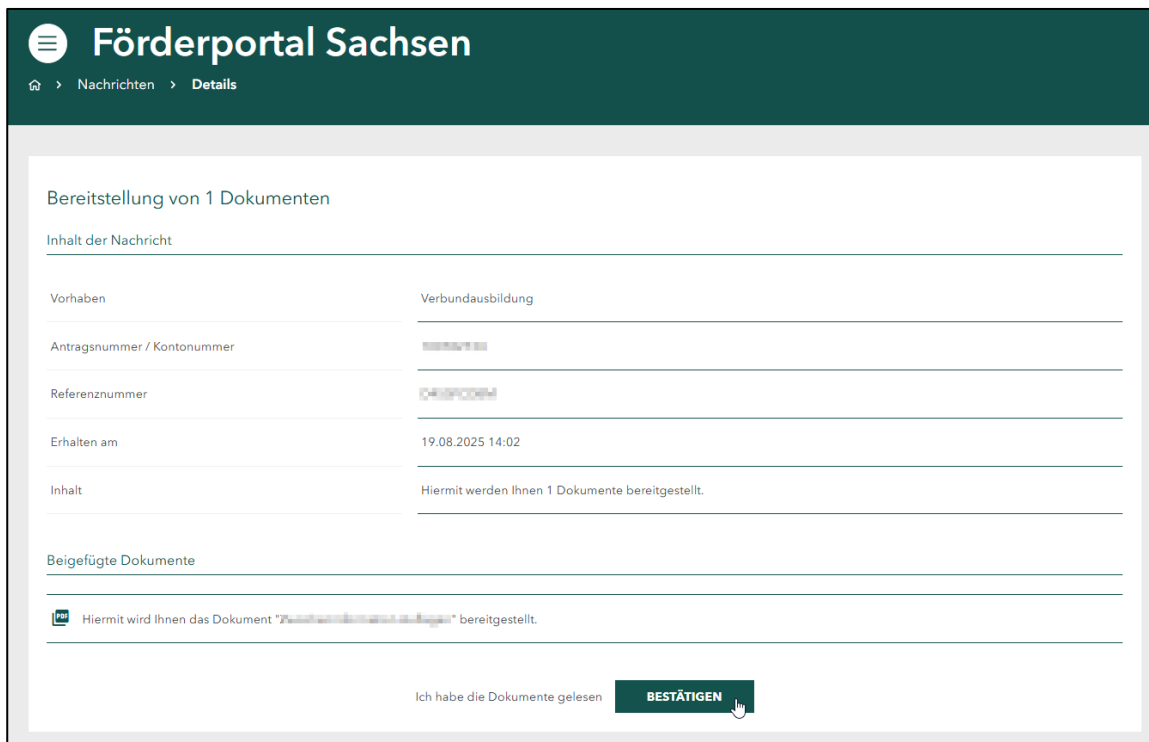 Förderportal Sachsen
Nachrichten > Details
Bereitstellung von 1 Dokumenten
Inhalt der Nachricht
Vorhaben Verbundausbildung
Antragsnummer / Kontonummer
Referenznummer
Erhalten am 19.08.2025 14:02
Inhalt Hiermit werden Ihnen 1 Dokumente bereitgestellt.
Beigefügte Dokumente
PDF Hiermit wird Ihnen das Dokument " " bereitgestellt.
Ich habe die Dokumente gelesen BESTÄTIGEN